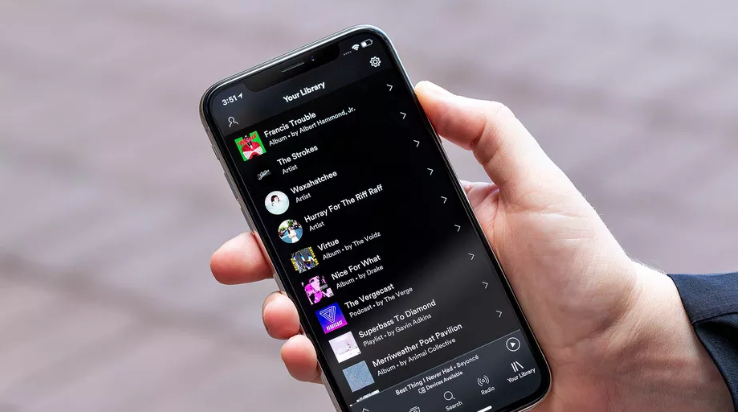 3:51
Your Library
Francis Trouble
Album • by Albert Hammond, Jr.
The Strokes
Artist
Waxahatchee
Artist
Hurray For The Riff Raff
Artist
Virtue
Album • by The Voidz
Nice For What
Album • by Drake
The Vergecast
Podcast • by The Verge
Superbass To Diamond
Playlist • by Gavin Adkins
Merriweather Post Pavilion
Album • by Animal Collective
Best Thing I Never Had • Beyoncé
Devices Available
Search
Radio
Your Library